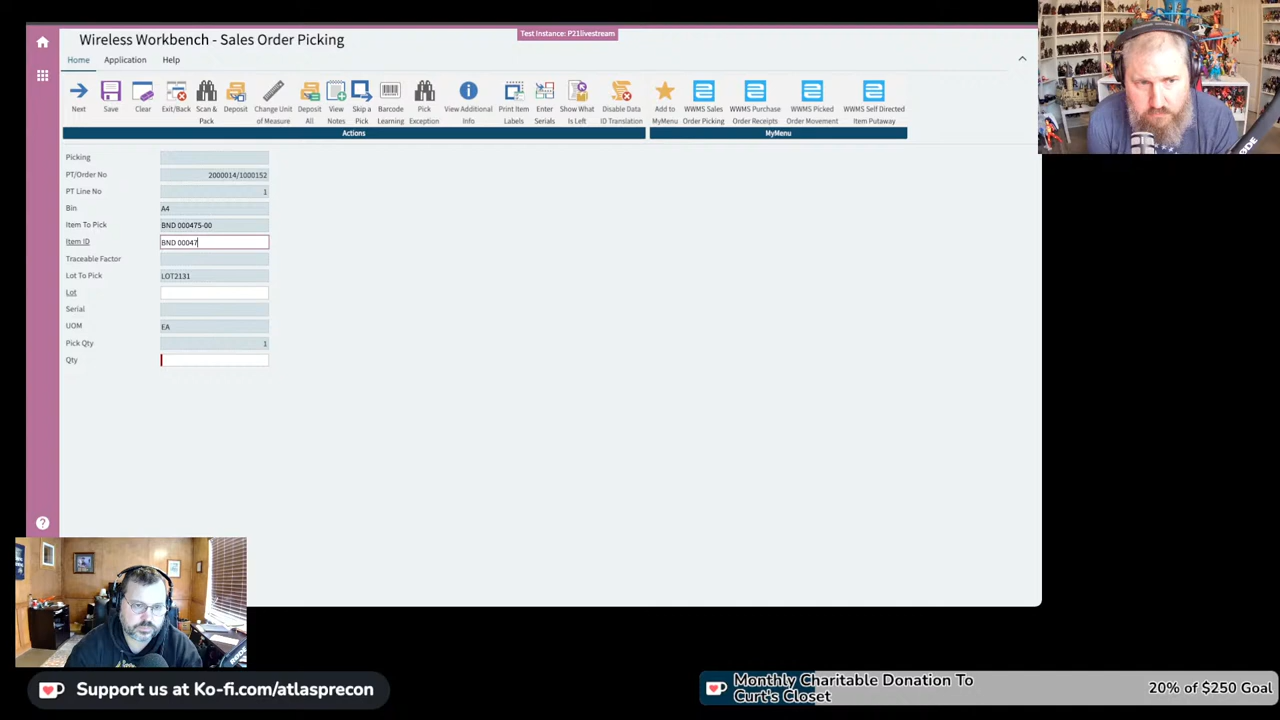 Wireless Workbench - Sales Order Picking
Test Instance: P21livestream
Home Application Help
Next
Save
Clear
Exit/Back
Scan & Pack
Deposit
Change Unit of Measure
Deposit All
View Notes
Skip a Pick
Barcode Learning
Pick Exception
View Additional Info
Print Item Labels
Enter Serials
Show What Is Left
Disable Data ID Translation
Add to MyMenu
WWMS Sales Order Picking
WWMS Purchase Order Receipts
WWMS Picked Order Movement
WWMS Self Directed Item Putaway
Actions
MyMenu
Picking
PT/Order No 2000014/1000152
PT Line No 1
Bin A4
Item To Pick BND 000475-00
Item ID BND 00047
Traceable Factor
Lot To Pick LOT2131
Lot
Serial
UOM EA
Pick Qty 1
Qty
Support us at Ko-fi.com/atlasprecon
Monthly Charitable Donation To
Curt's Closet
20% of $250 Goal